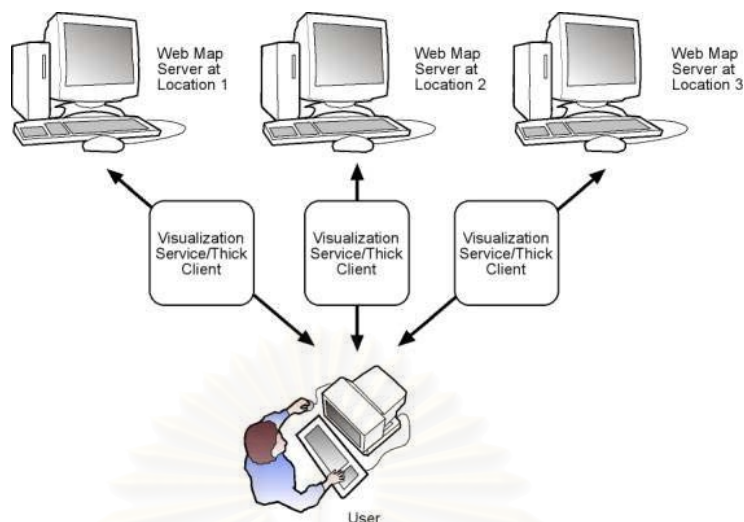 Web Map
Server at
Location 1
Web Map
Server at
Location 2
Web Map
Server at
Location 3
Visualization
Service/Thick
Client
Visualization
Service/Thick
Client
Visualization
Service/Thick
Client
User